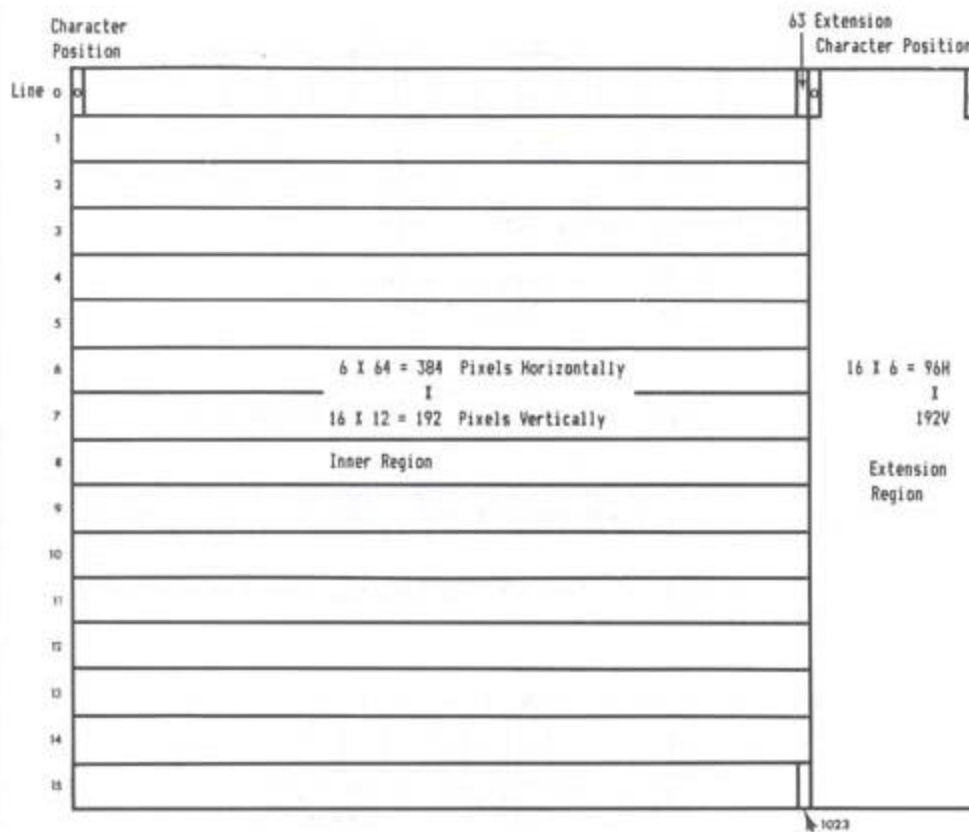 Character
Position
63 Extension
Character Position
Line 0
0
0
1
2
3
4
5
6
6 X 64 = 384 Pixels Horizontally
X
16 X 12 = 192 Pixels Vertically
16 X 6 = 96H
X
192V
7
8
Inner Region
Extension
Region
9
10
11
12
13
14
15
1023